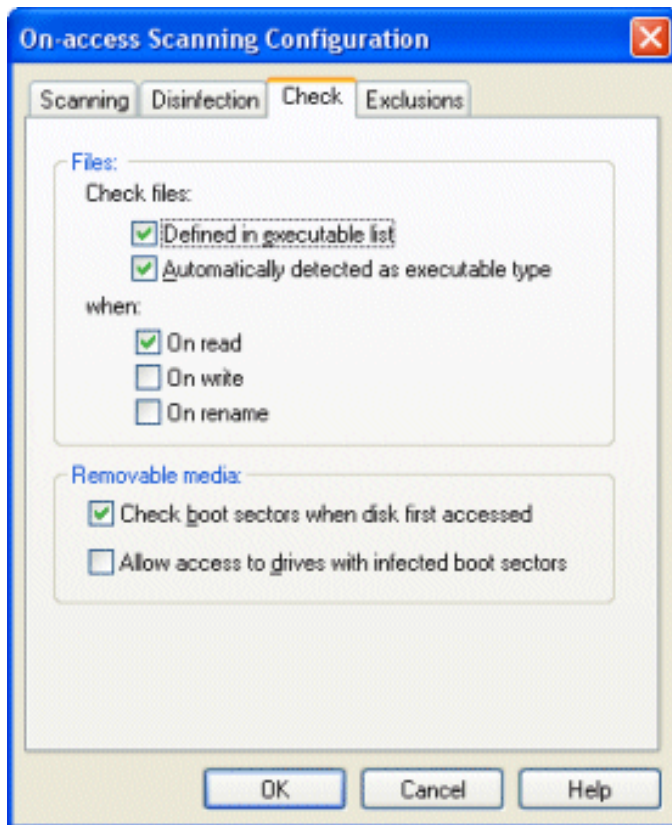 On-access Scanning Configuration
Scanning Disinfection Check Exclusions
Files:
Check files:
Defined in executable list
Automatically detected as executable type
when:
On read
On write
On rename
Removable media:
Check boot sectors when disk first accessed
Allow access to drives with infected boot sectors
OK Cancel Help